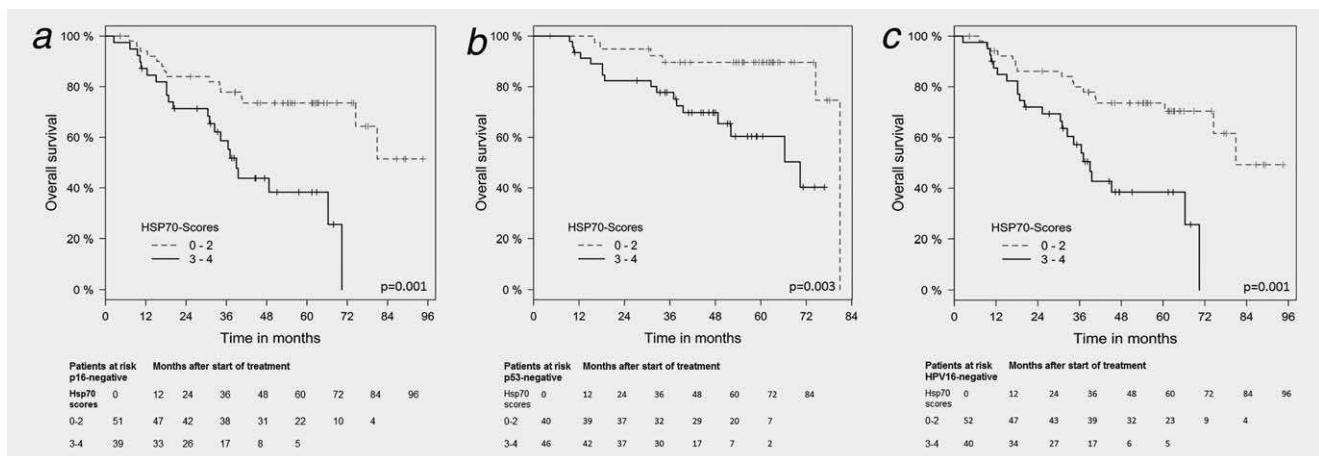 a
100 %
80 %
60 %
40 %
20 %
0 %
Overall survival
HSP70-Scores
0 - 2
3 - 4
p=0.001
0 12 24 36 48 60 72 84 96
Time in months
Patients at risk Months after start of treatment
p16-negative
Hsp70 0 12 24 36 48 60 72 84 96
scores
0-2 51 47 42 38 31 22 10 4
3-4 39 33 26 17 8 5
b
100 %
80 %
60 %
40 %
20 %
0 %
Overall survival
HSP70-Scores
0 - 2
3 - 4
p=0.003
0 12 24 36 48 60 72 84
Time in months
Patients at risk Months after start of treatment
p53-negative
Hsp70 0 12 24 36 48 60 72 84
scores
0-2 40 39 37 32 29 20 7
3-4 46 42 37 30 17 7 2
c
100 %
80 %
60 %
40 %
20 %
0 %
Overall survival
HSP70-Scores
0 - 2
3 - 4
p=0.001
0 12 24 36 48 60 72 84 96
Time in months
Patients at risk Months after start of treatment
HPV16-negative
Hsp70 0 12 24 36 48 60 72 84 96
scores
0-2 52 47 43 39 32 23 9 4
3-4 40 34 27 17 6 5